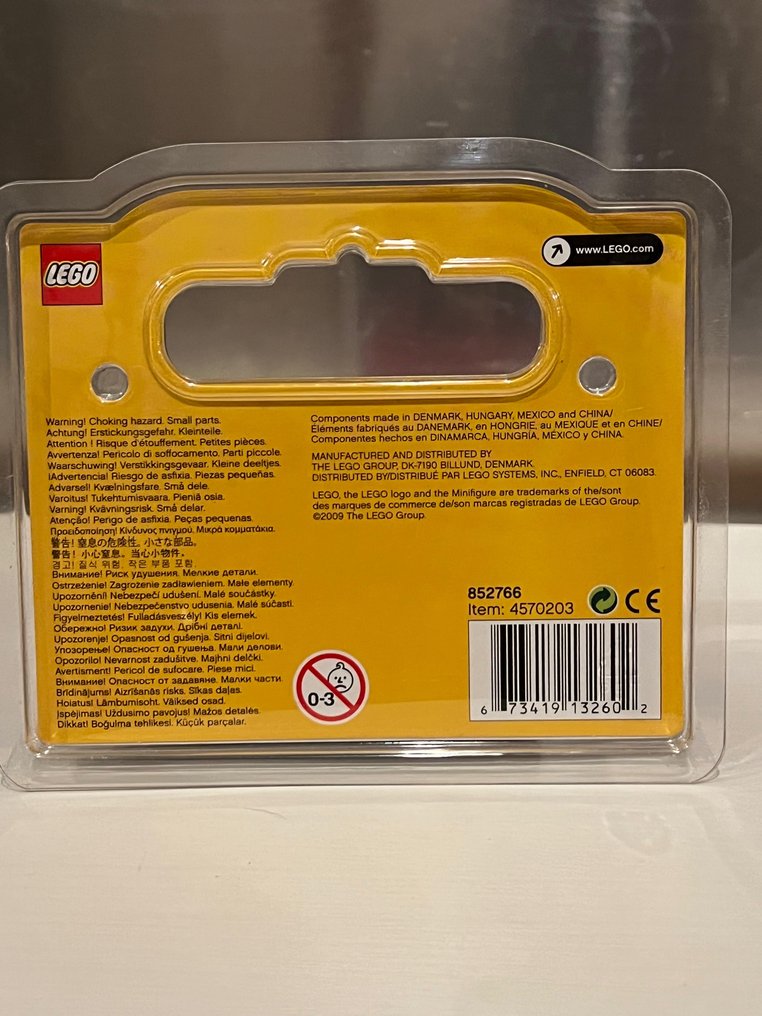 LEGO
www.LEGO.com
Warning! Choking hazard. Small parts.
Achtung! Erstickungsgefahr. Kleinteile.
Attention ! Risque d'étouffement. Petites pièces.
Avvertenza! Pericolo di soffocamento. Parti piccole.
Waarschuwing! Verstikkingsgevaar. Kleine deeltjes.
¡Advertencia! Riesgo de asfixia. Piezas pequeñas.
Advarsel! Kvælningsfare. Små dele.
Varoitus! Tukehtumisvaara. Pieniä osia.
Varning! Kvävningsrisk. Små delar.
Atenção! Perigo de asfixia. Peças pequenas.
Προειδοποίηση! Κίνδυνος πνιγμού. Μικρά κομματάκια.
警告! 窒息の危険性。小さな部品。
警告! 小心窒息。当心小物件。
경고! 질식 위험. 작은 부품 포함.
Внимание! Риск удушения. Мелкие детали.
Ostrzeżenie! Zagrożenie zadławieniem. Małe elementy.
Upozornění! Nebezpečí udušení. Malé součástky.
Upozornenie! Nebezpečenstvo udusenia. Malé súčasti.
Figyelmeztetés! Fulladásveszély! Kis elemek.
Обережно! Ризик задухи. Дрібні деталі.
Upozorenje! Opasnost od gušenja. Sitni dijelovi.
Упозорење! Опасност од гушења. Мали делови.
Opozorilo! Nevarnost zadušitve. Majhni delčki.
Avertisment! Pericol de sufocare. Piese mici.
Внимание! Опасност от задавяне. Малки части.
Brīdinājums! Aizrīšanās risks. Sīkas daļas.
Hoiatus! Lämbumisoht. Väiksed osad.
Įspėjimas! Uždusimo pavojus! Mažos detalės.
Dikkat! Boğulma tehlikesi. Küçük parçalar.
0-3
Components made in DENMARK, HUNGARY, MEXICO and CHINA/
Éléments fabriqués au DANEMARK, en HONGRIE, au MEXIQUE et en CHINE/
Componentes hechos en DINAMARCA, HUNGRÍA, MÉXICO y CHINA.
MANUFACTURED AND DISTRIBUTED BY
THE LEGO GROUP, DK-7190 BILLUND, DENMARK.
DISTRIBUTED BY/DISTRIBUÉ PAR LEGO SYSTEMS, INC., ENFIELD, CT 06083.
LEGO, the LEGO logo and the Minifigure are trademarks of the/sont
des marques de commerce de/son marcas registradas de LEGO Group.
©2009 The LEGO Group.
852766
Item: 4570203
CE
6 73419 13260 2